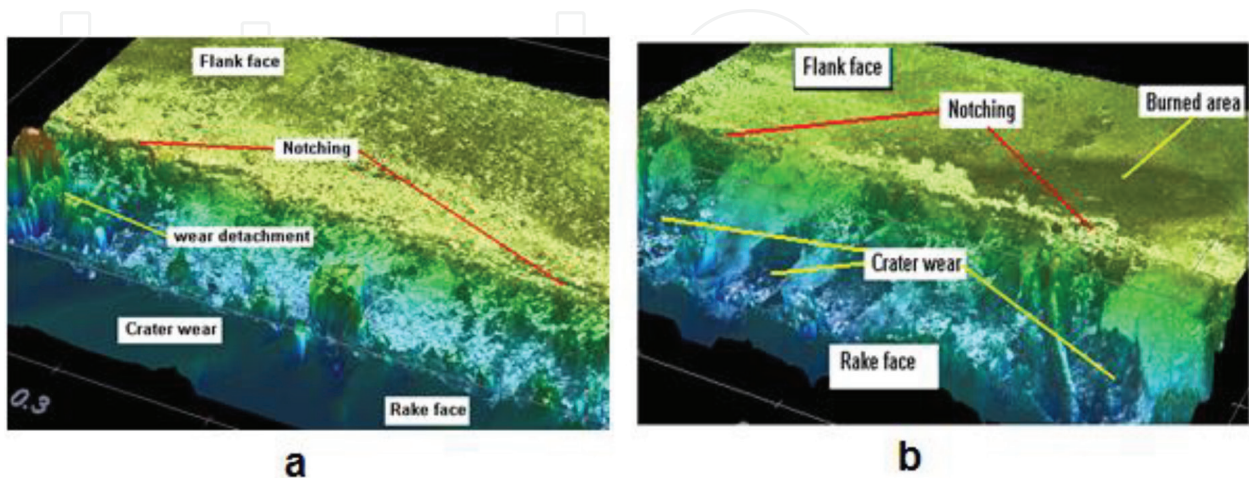 Flank face
Notching
wear detachment
Crater wear
Rake face
0.3
a
Flank face
Burned area
Notching
Crater wear
Rake face
b